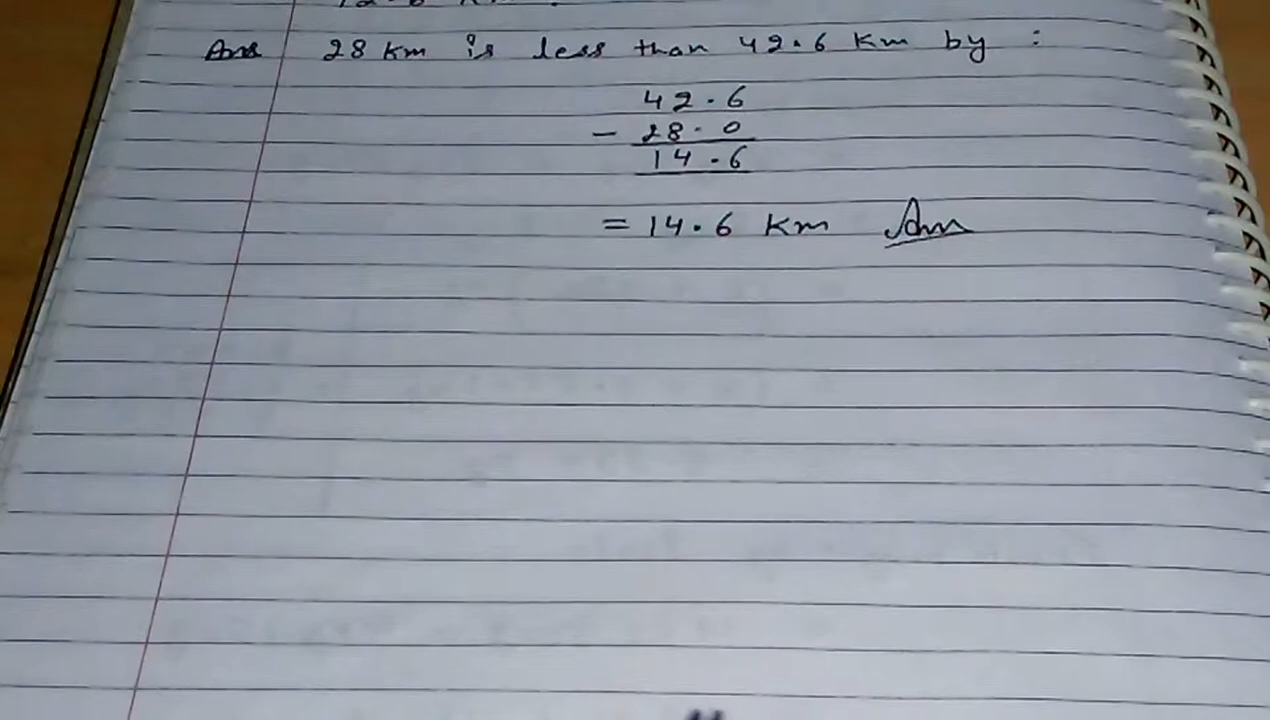 Ans 28 km is less than 42.6 km by :
42.6
- 28.0
14.6
= 14.6 km Ans